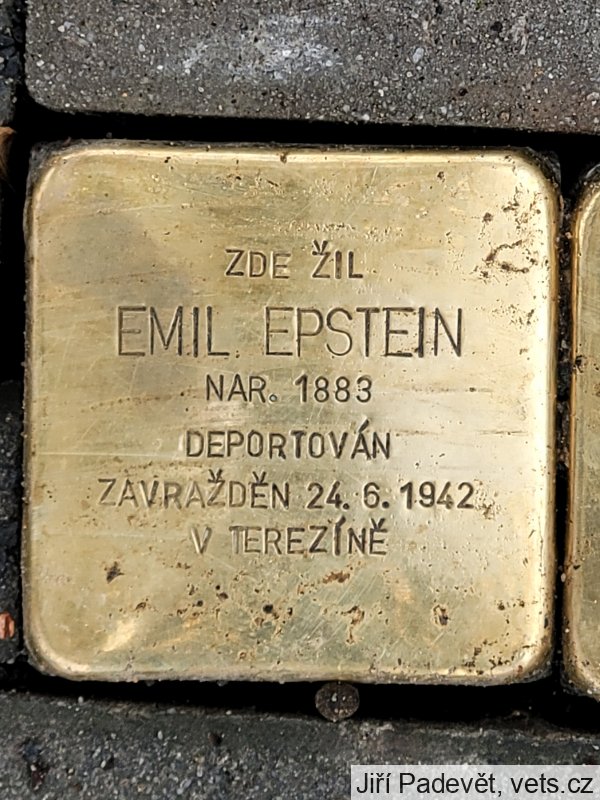 ZDE ŽIL
EMIL EPSTEIN
NAR. 1883
DEPORTOVÁN
ZAVRAŽDĚN 24. 6. 1942
V TEREZÍNĚ
Jiří Padevět, vets.cz